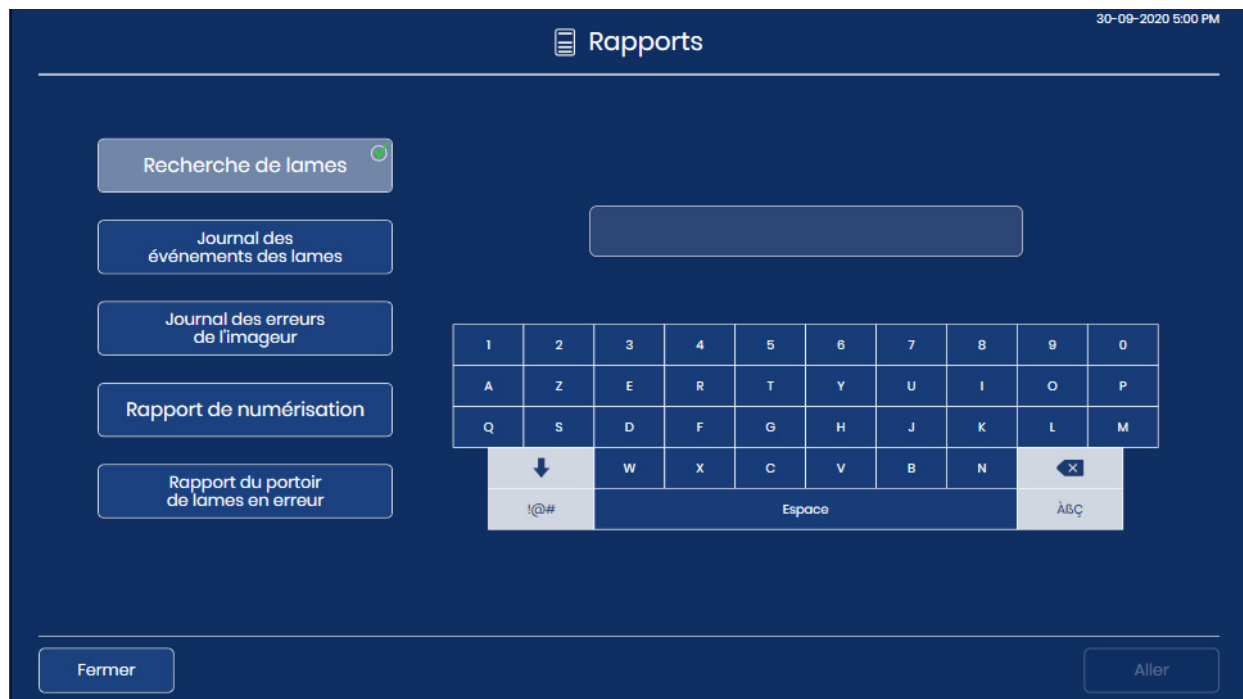 30-09-2020 5:00 PM
Rapports
Recherche de lames
Journal des
événements des lames
Journal des erreurs
de l'imageur
Rapport de numérisation
Rapport du portoir
de lames en erreur
1 2 3 4 5 6 7 8 9 0
A Z E R T Y U I O P
Q S D F G H J K L M
W X C V B N
!@# Espace ÀßÇ
Fermer
Aller